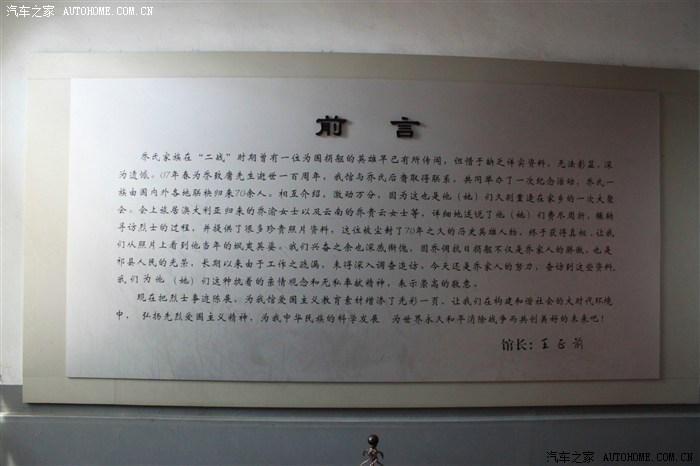 汽车之家 AUTOHOME.COM.CN
前 言
乔氏家族在“二战”时期曾有一位为国捐躯的英雄早已有所传闻，但惜于缺乏详实资料，无法彰显，深
为遗憾。07年春为乔致庸先生逝世一百周年，我馆与乔氏后裔取得联系，共同举办了一次纪念活动，乔氏一
族由国内外各地联袂归来70余人。相互介绍，激动万分，因为这也是他（她）们久别重逢在家乡的一次大聚
会。会上旅居澳大利亚归来的乔渝女士以及云南的乔青云女士等，详细地述说了他（她）们费尽周折，辗转
寻访烈士的过程，并提供了很多珍贵照片资料，这位被尘封了70年之久的历史英雄人物，终于获得真相，让我
们从照片上看到他当年的飒爽英姿。我们兴奋之余也深感惭愧，因乔倜抗日捐躯不仅是乔家人的骄傲，也是
祁县人民的光荣，长期以来由于工作之疏漏，未得深入调查造访，今天还是乔家人的努力，查访到这些资料，
我们为他（她）们这种执着的亲情观念和无私奉献精神，表示崇高的敬意。
现在把烈士事迹陈展，为我馆爱国主义教育素材增添了光彩一页，让我们在构建和谐社会的大时代环境
中，弘扬先烈爱国主义精神，为我中华民族的科学发展 为世界永久和平消除战争而共创美好的未来吧！
馆长：王正前
汽车之家 AUTOHOME.COM.CN